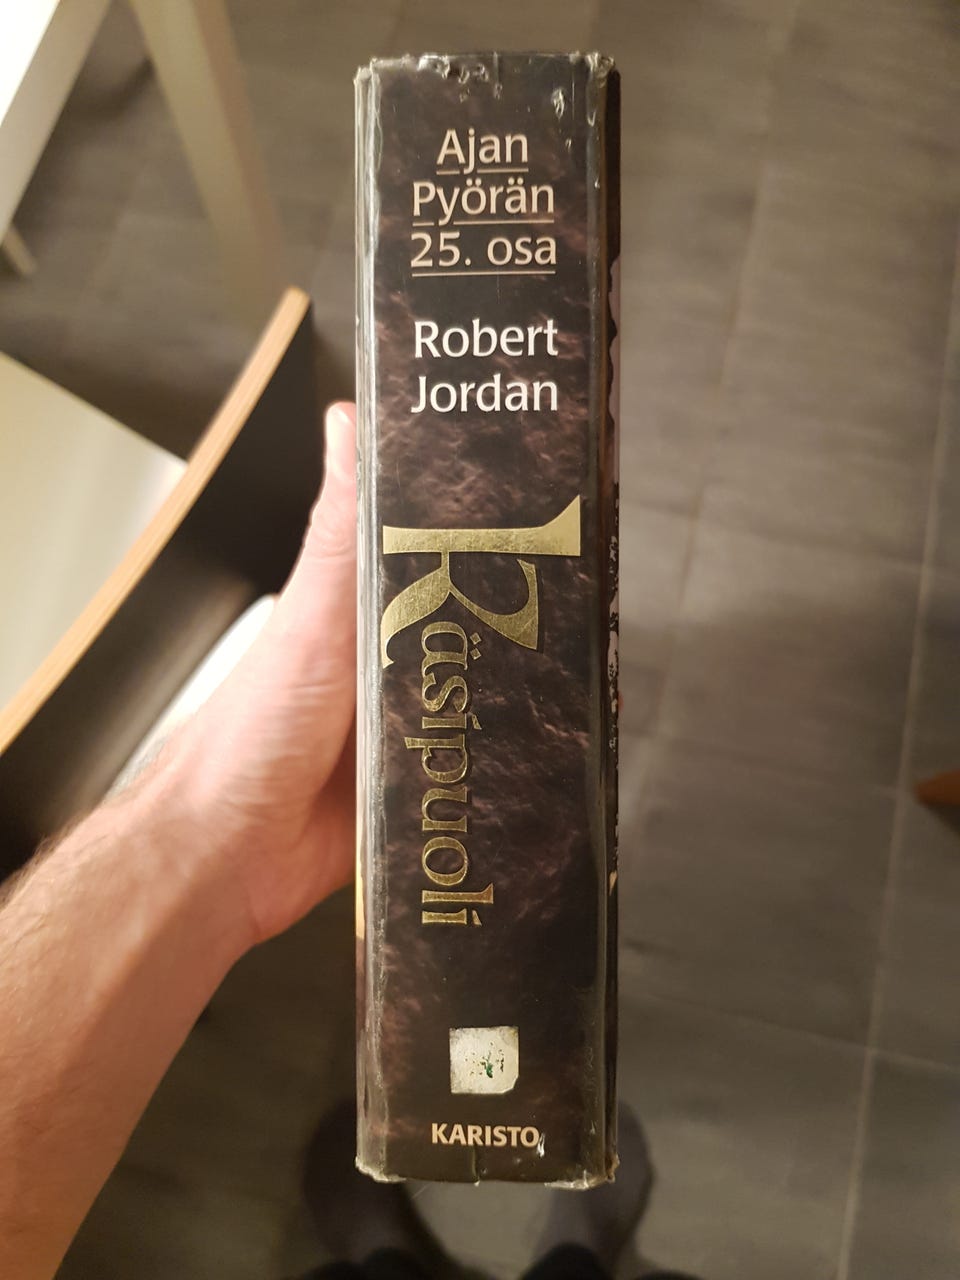 Ajan
Pyörän
25. osa
Robert
Jordan
Käsipuoli
KARISTO